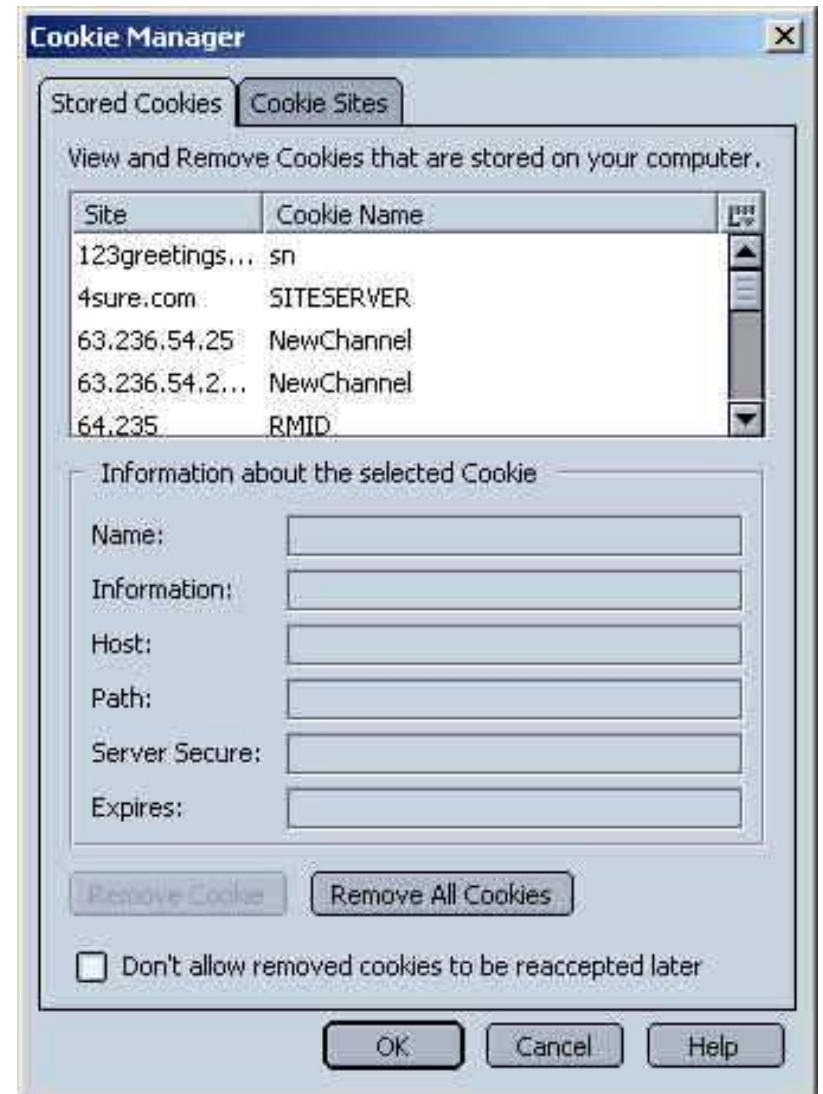 Cookie Manager
Stored Cookies Cookie Sites
View and Remove Cookies that are stored on your computer.
Site Cookie Name
123greetings... sn
4sure.com SITESERVER
63.236.54.25 NewChannel
63.236.54.2... NewChannel
64.235 RMID
Information about the selected Cookie
Name:
Information:
Host:
Path:
Server Secure:
Expires:
Remove Cookie Remove All Cookies
Don't allow removed cookies to be reaccepted later
OK Cancel Help